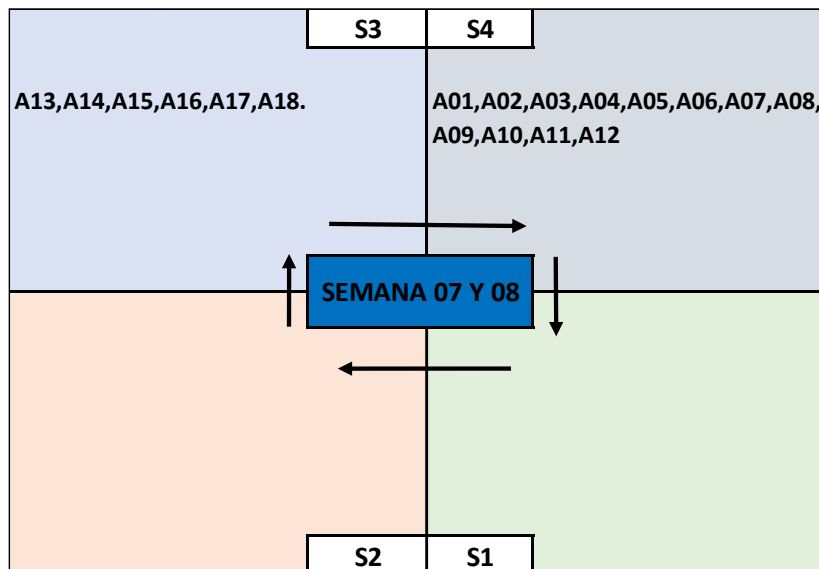 S3
S4
A13,A14,A15,A16,A17,A18.
A01,A02,A03,A04,A05,A06,A07,A08,
A09,A10,A11,A12
SEMANA 07 Y 08
S2
S1